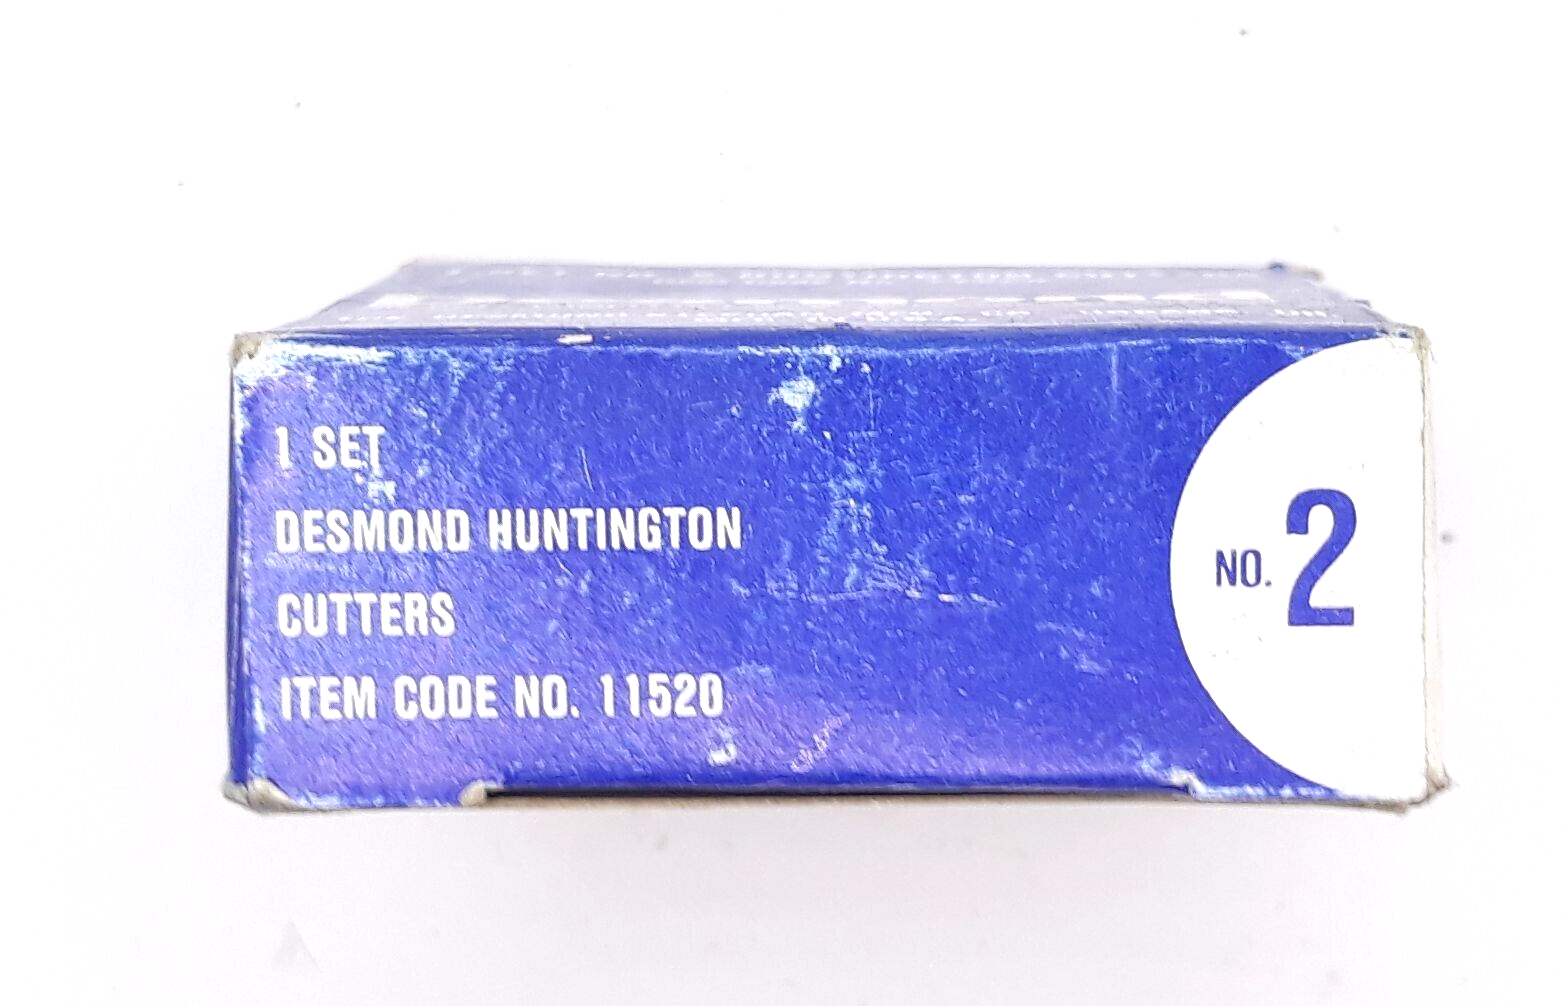 1 SET
DESMOND HUNTINGTON
CUTTERS
ITEM CODE NO. 11520
NO. 2